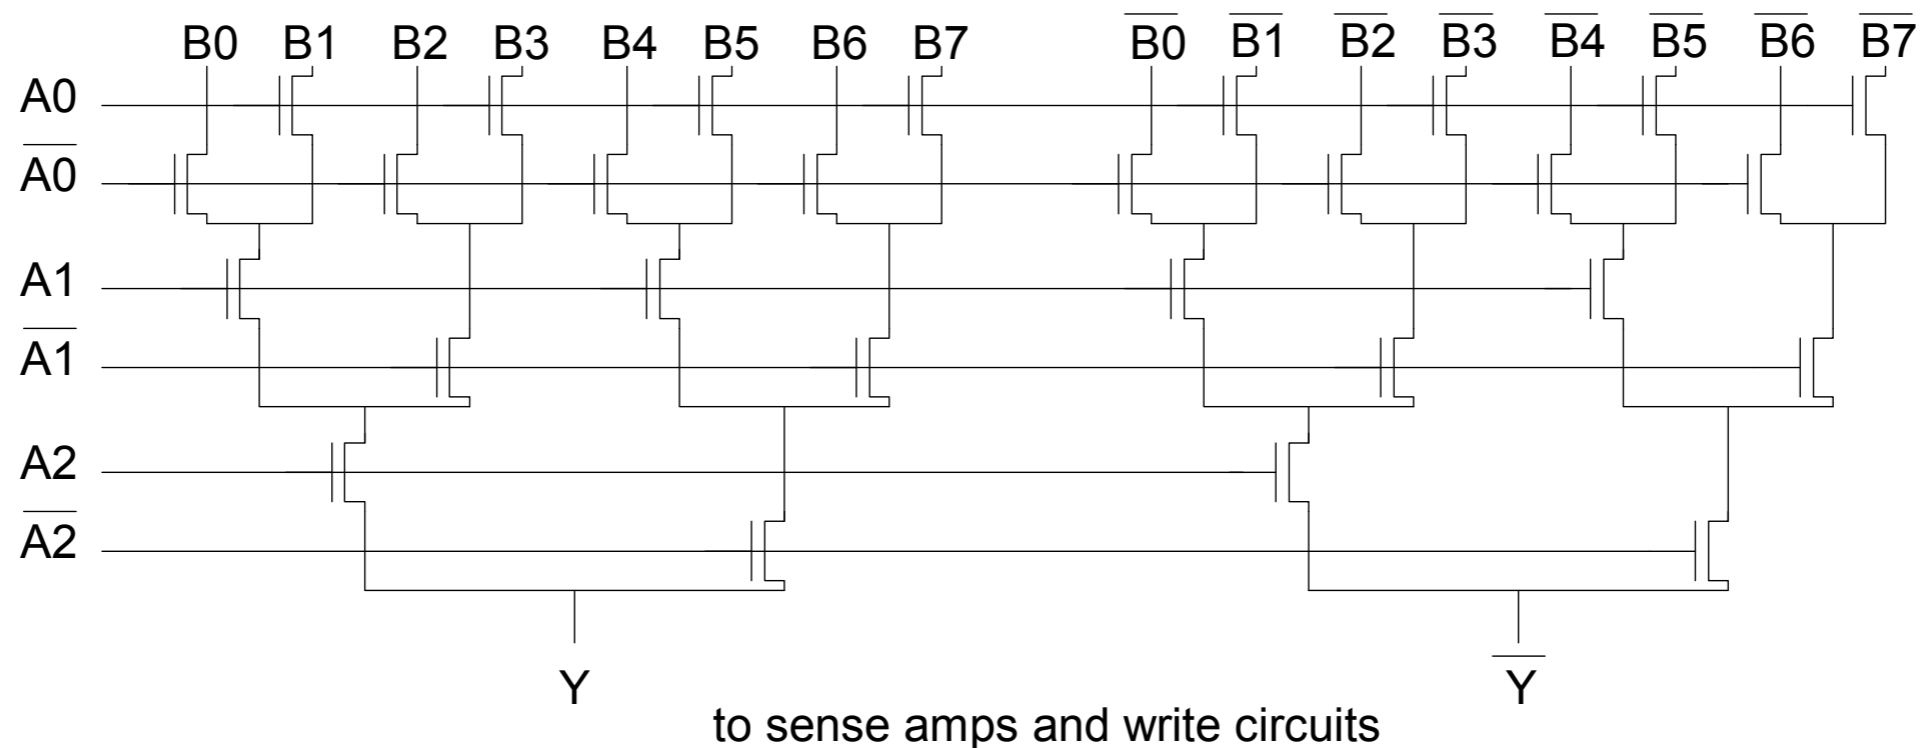 B0 B1 B2 B3 B4 B5 B6 B7 B̅0̅ B̅1̅ B̅2̅ B̅3̅ B̅4̅ B̅5̅ B̅6̅ B̅7̅
A0
A̅0̅
A1
A̅1̅
A2
A̅2̅
Y Y̅
to sense amps and write circuits